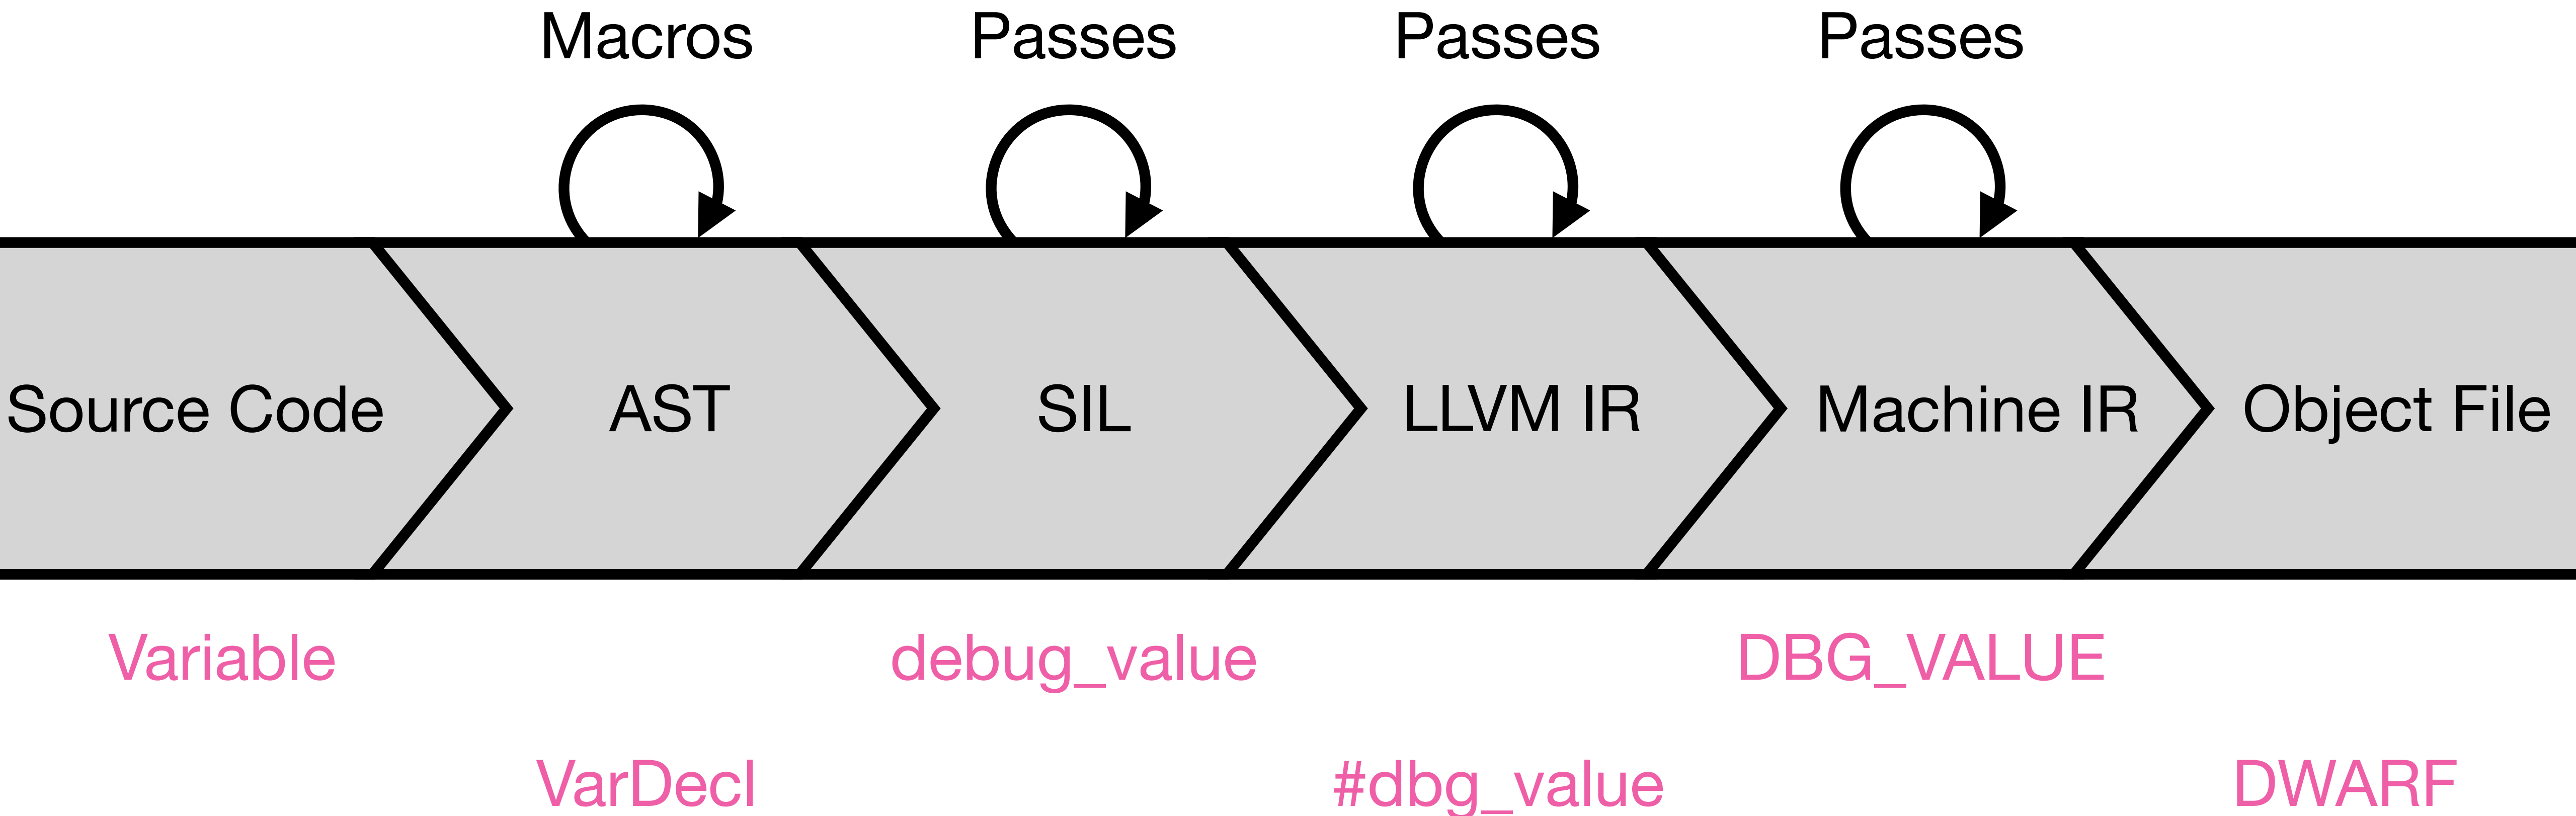 Macros
Passes
Passes
Passes
Source Code
AST
SIL
LLVM IR
Machine IR
Object File
Variable
debug_value
DBG_VALUE
VarDecl
#dbg_value
DWARF